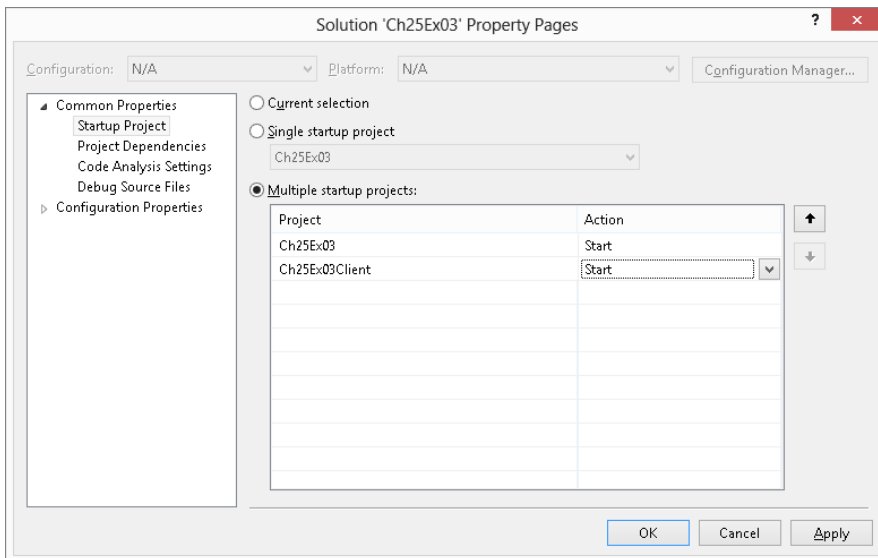 Solution 'Ch25Ex03' Property Pages
?
×
Configuration: N/A Platform: N/A Configuration Manager...
Common Properties
Startup Project
Project Dependencies
Code Analysis Settings
Debug Source Files
Configuration Properties
Current selection
Single startup project
Ch25Ex03
Multiple startup projects:
Project Action
Ch25Ex03 Start
Ch25Ex03Client Start
OK Cancel Apply